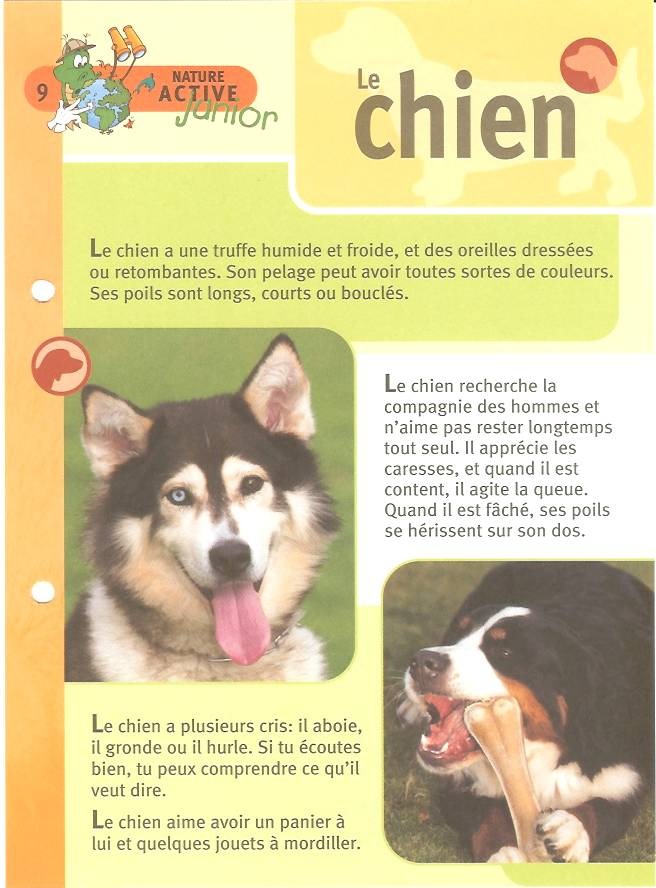 9
NATURE
ACTIVE
junior
Le
chien
Le chien a une truffe humide et froide, et des oreilles dressées
ou retombantes. Son pelage peut avoir toutes sortes de couleurs.
Ses poils sont longs, courts ou bouclés.
Le chien recherche la
compagnie des hommes et
n'aime pas rester longtemps
tout seul. Il apprécie les
caresses, et quand il est
content, il agite la queue.
Quand il est fâché, ses poils
se hérissent sur son dos.
Le chien a plusieurs cris: il aboie,
il gronde ou il hurle. Si tu écoutes
bien, tu peux comprendre ce qu'il
veut dire.
Le chien aime avoir un panier à
lui et quelques jouets à mordiller.